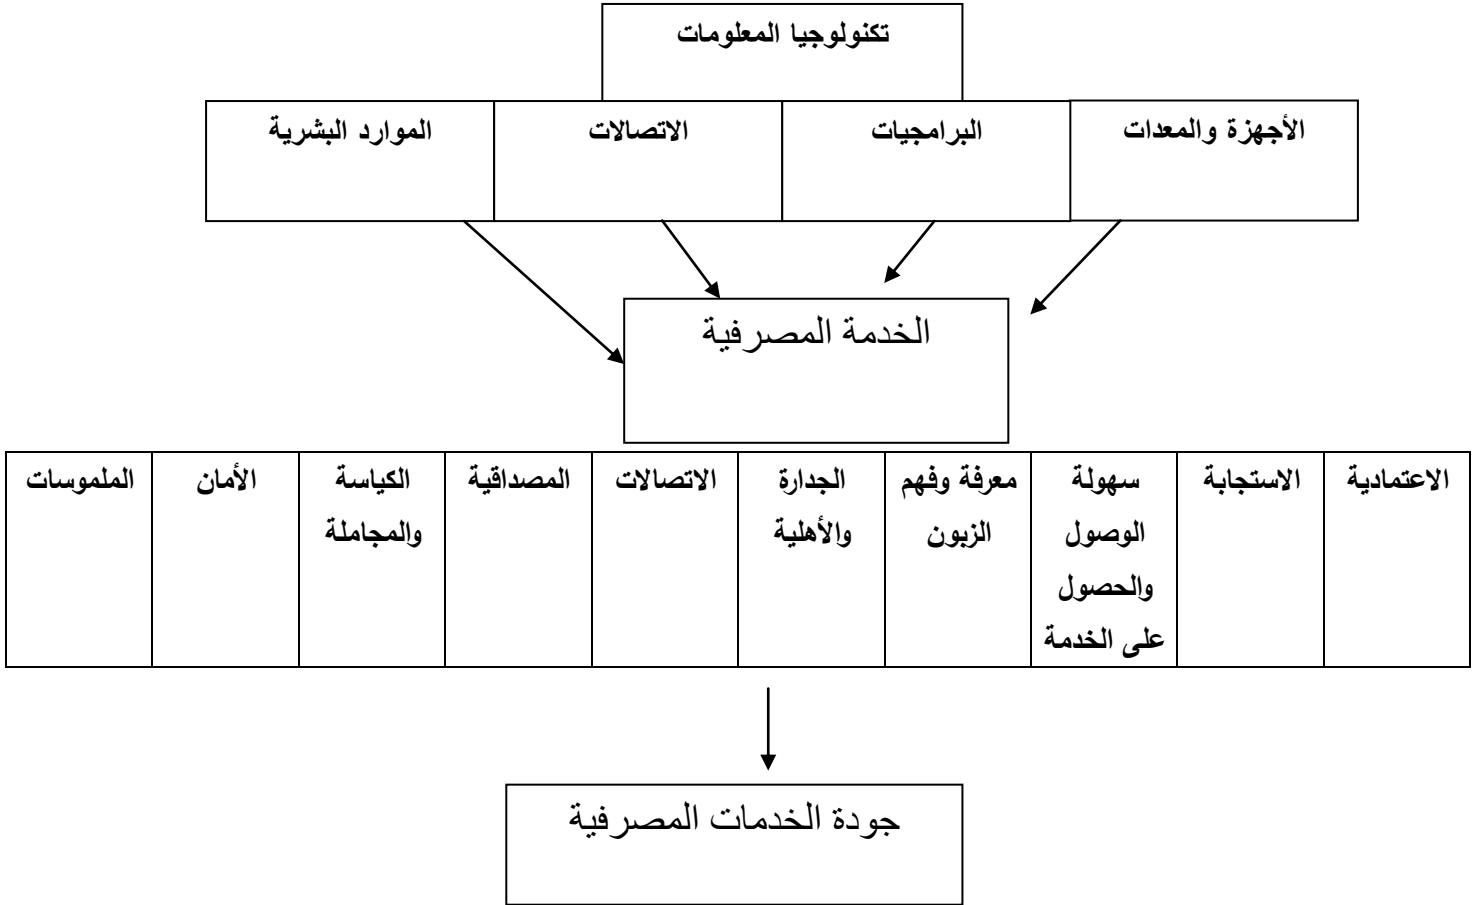 تكنولوجيا المعلومات
الأجهزة والمعدات
البرامجيات
الاتصالات
الموارد البشرية
الخدمة المصرفية
الاعتمادية
الاستجابة
سهولة
الوصول
والحصول
على الخدمة
معرفة وفهم
الزبون
الجدارة
والأهلية
الاتصالات
المصداقية
الكياسة
والمجاملة
الأمان
الملموسات
جودة الخدمات المصرفية